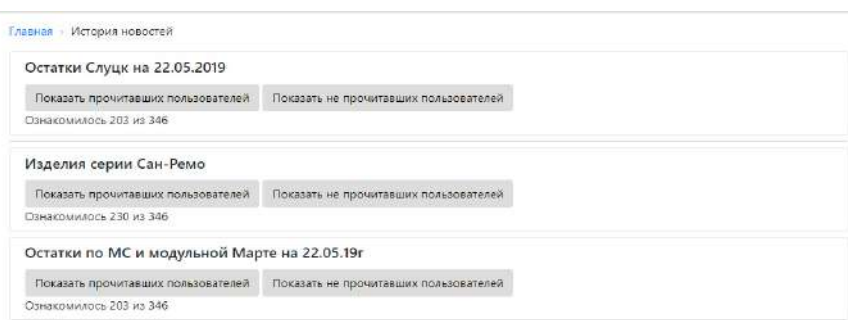 Главная › История новостей
Остатки Слуцк на 22.05.2019
Показать прочитавших пользователей Показать не прочитавших пользователей
Ознакомилось 203 из 346
Изделия серии Сан-Ремо
Показать прочитавших пользователей Показать не прочитавших пользователей
Ознакомилось 230 из 346
Остатки по МС и модульной Марте на 22.05.19г
Показать прочитавших пользователей Показать не прочитавших пользователей
Ознакомилось 203 из 346